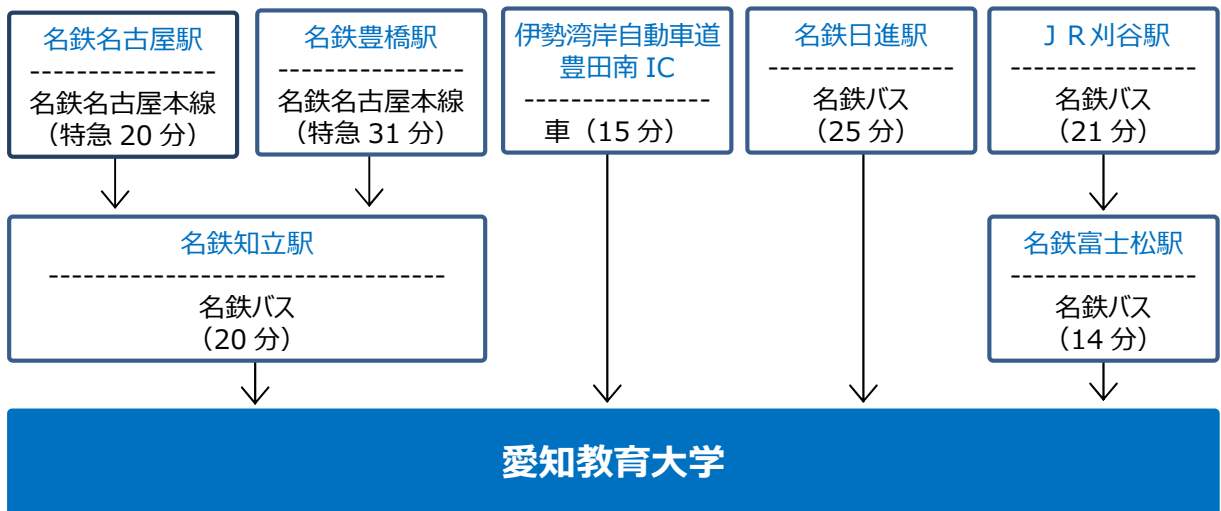 名鉄名古屋駅
-----------------
名鉄名古屋本線
（特急 20 分）
名鉄豊橋駅
-----------------
名鉄名古屋本線
（特急 31 分）
伊勢湾岸自動車道
豊田南 IC
-----------------
車（15 分）
名鉄日進駅
-----------------
名鉄バス
（25 分）
ＪＲ刈谷駅
-----------------
名鉄バス
（21 分）
名鉄知立駅
------------------------------------
名鉄バス
（20 分）
名鉄富士松駅
-----------------
名鉄バス
（14 分）
愛知教育大学